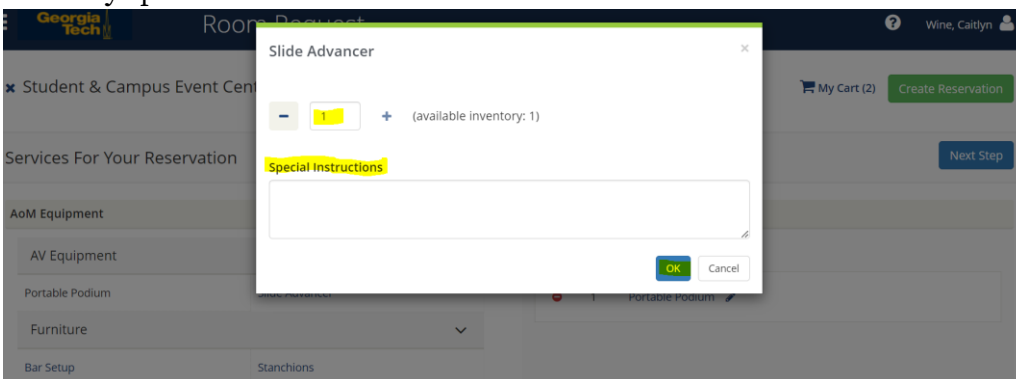 Georgia
Tech
Room Request
Wine, Caitlyn
Slide Advancer
×
Student & Campus Event Cent
My Cart (2)
Create Reservation
− 1 + (available inventory: 1)
Services For Your Reservation
Next Step
Special Instructions
AoM Equipment
AV Equipment
OK
Cancel
Portable Podium
Slide Advancer
1 Portable Podium
Furniture
Bar Setup
Stanchions